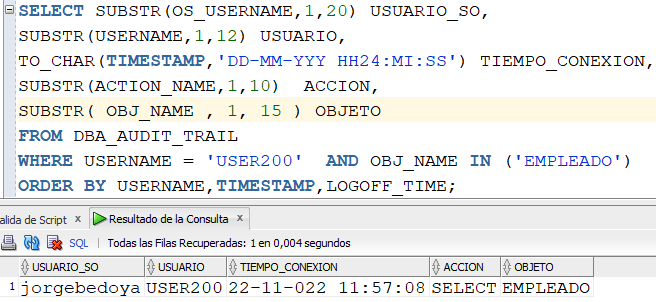 SELECT SUBSTR(OS_USERNAME,1,20) USUARIO_SO,
SUBSTR(USERNAME,1,12) USUARIO,
TO_CHAR(TIMESTAMP,'DD-MM-YYY HH24:MI:SS') TIEMPO_CONEXION,
SUBSTR(ACTION_NAME,1,10)  ACCION,
SUBSTR( OBJ_NAME , 1, 15 ) OBJETO
FROM DBA_AUDIT_TRAIL
WHERE USERNAME = 'USER200'  AND OBJ_NAME IN ('EMPLEADO')
ORDER BY USERNAME,TIMESTAMP,LOGOFF_TIME;
alida de Script x Resultado de la Consulta x
SQL | Todas las Filas Recuperadas: 1 en 0,004 segundos
USUARIO_SO USUARIO TIEMPO_CONEXION ACCION OBJETO
1 jorgebedoya USER200 22-11-022 11:57:08 SELECT EMPLEADO